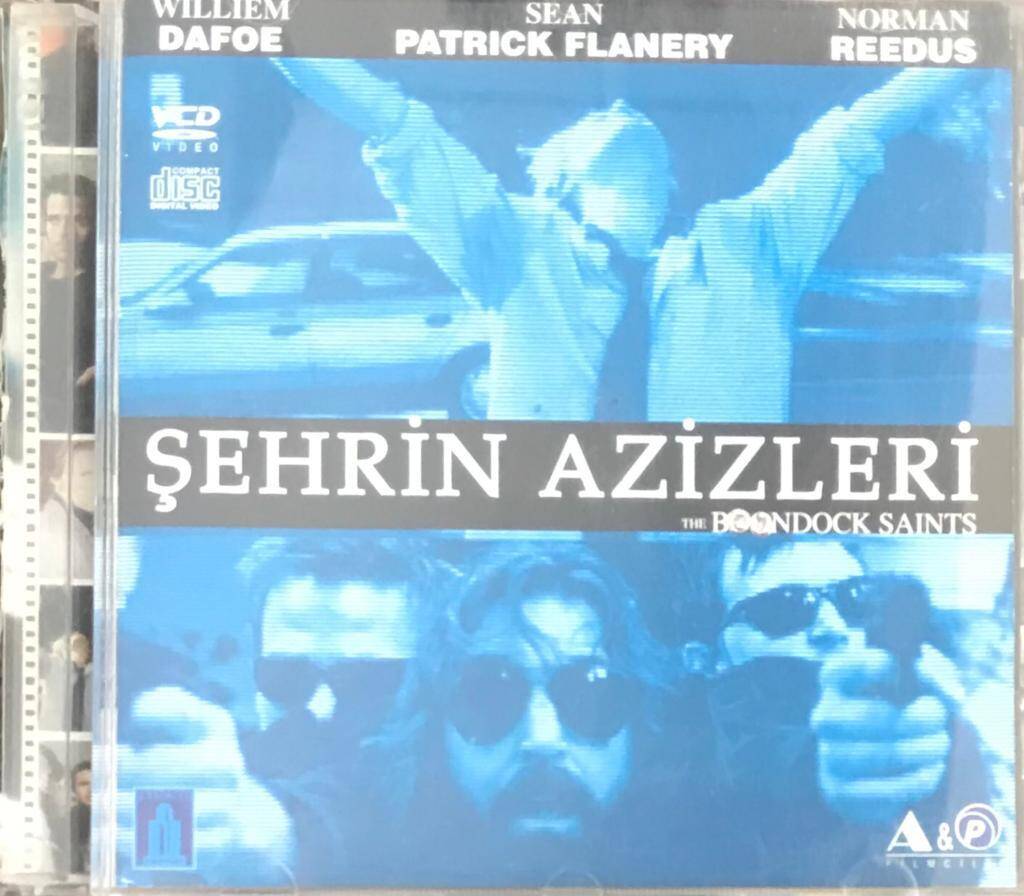 WILLIEM
DAFOE
SEAN
PATRICK FLANERY
NORMAN
REEDUS
VCD
VIDEO
COMPACT
disc
DIGITAL VIDEO
ŞEHRİN AZİZLERİ
THE BOONDOCK SAINTS
A & P